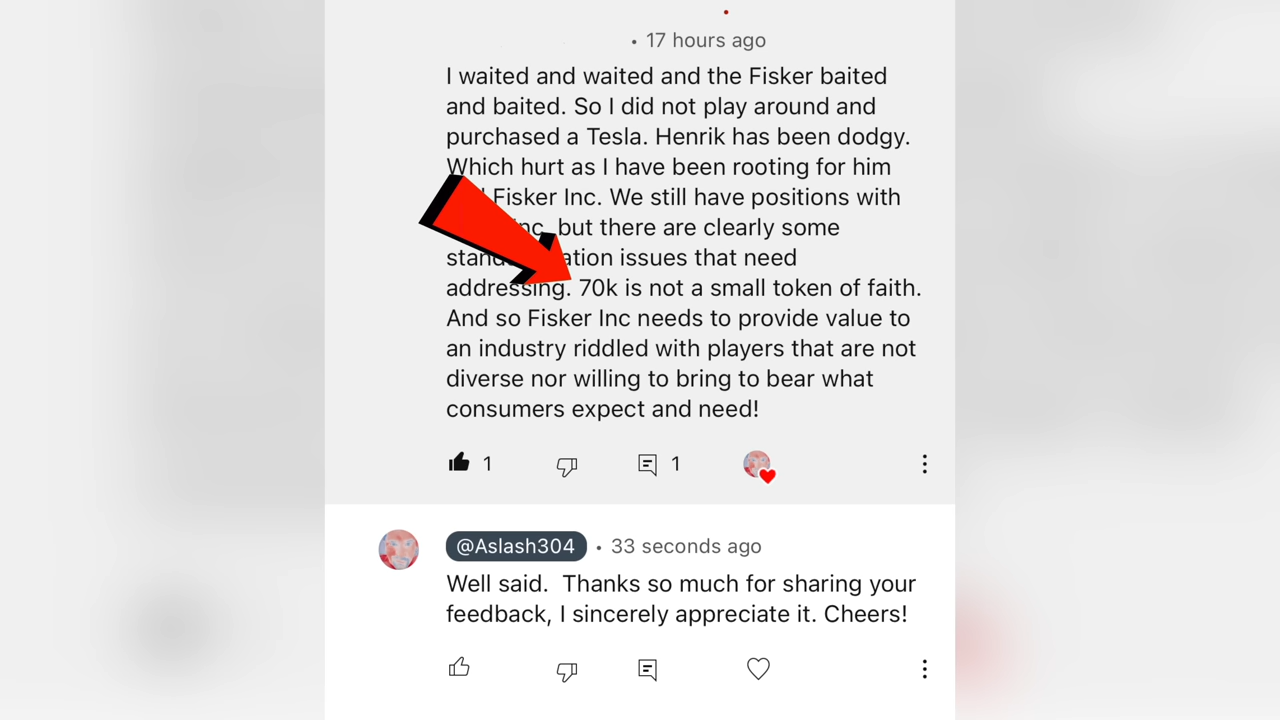 • 17 hours ago
I waited and waited and the Fisker baited
and baited. So I did not play around and
purchased a Tesla. Henrik has been dodgy.
Which hurt as I have been rooting for him
Fisker Inc. We still have positions with
but there are clearly some
issues that need
addressing. 70k is not a small token of faith.
And so Fisker Inc needs to provide value to
an industry riddled with players that are not
diverse nor willing to bring to bear what
consumers expect and need!
1 1
@Aslash304 • 33 seconds ago
Well said. Thanks so much for sharing your
feedback, I sincerely appreciate it. Cheers!